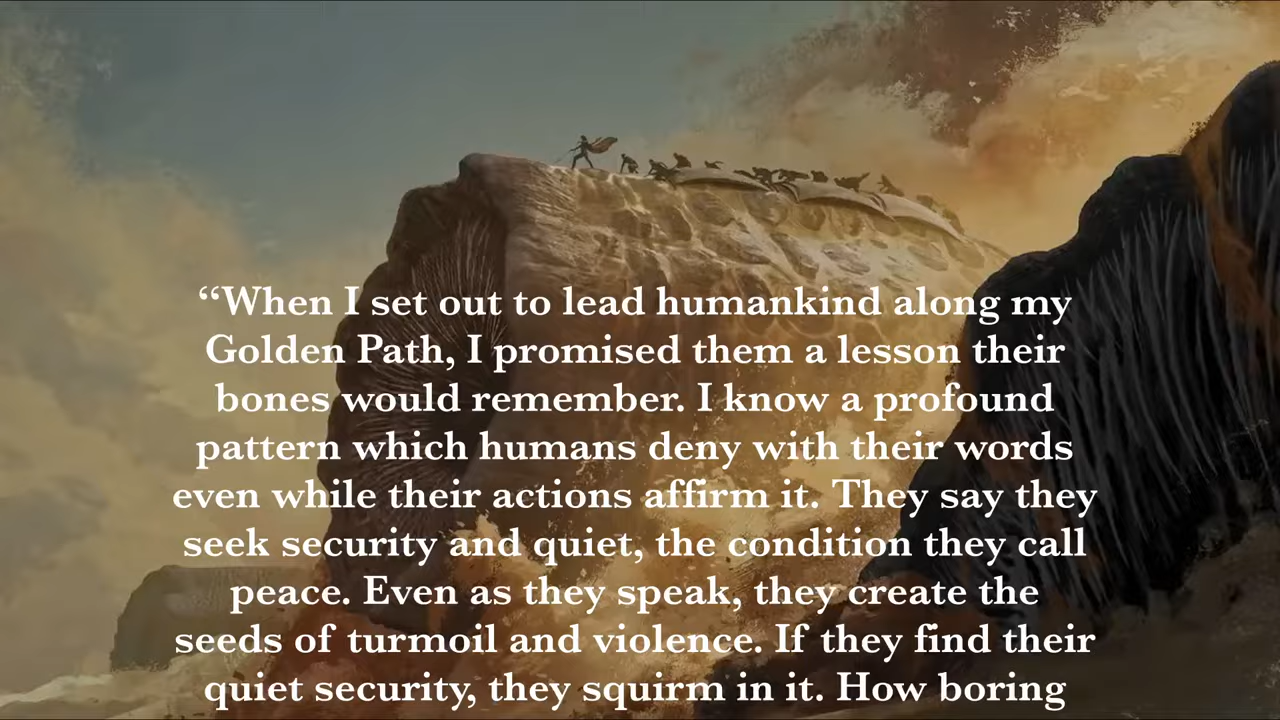 “When I set out to lead humankind along my
Golden Path, I promised them a lesson their
bones would remember. I know a profound
pattern which humans deny with their words
even while their actions affirm it. They say they
seek security and quiet, the condition they call
peace. Even as they speak, they create the
seeds of turmoil and violence. If they find their
quiet security, they squirm in it. How boring